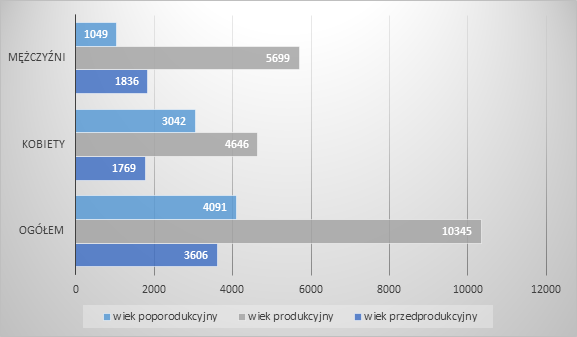 1049
MĘŻCZYŹNI 5699
1836
3042
KOBIETY 4646
1769
4091
OGÓŁEM 10345
3606
0 2000 4000 6000 8000 10000 12000
wiek poporodukcyjny wiek produkcyjny wiek przedprodukcyjny